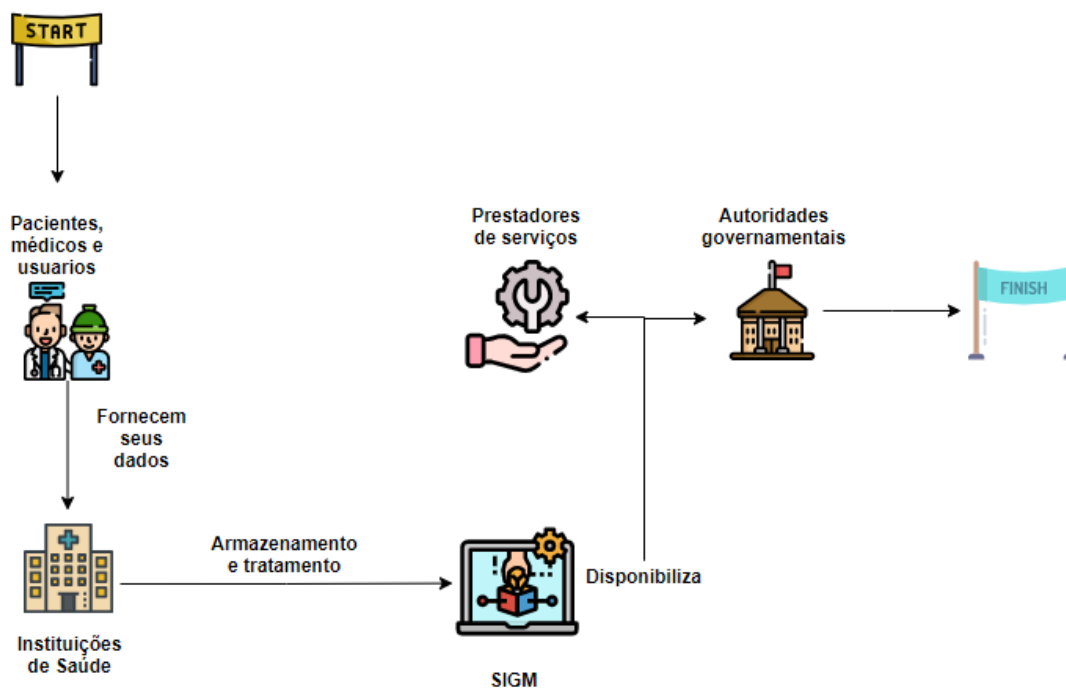 START
Pacientes,
médicos e
usuarios
Fornecem
seus
dados
Instituições
de Saúde
Armazenamento
e tratamento
SIGM
Disponibiliza
Prestadores
de serviços
Autoridades
governamentais
FINISH